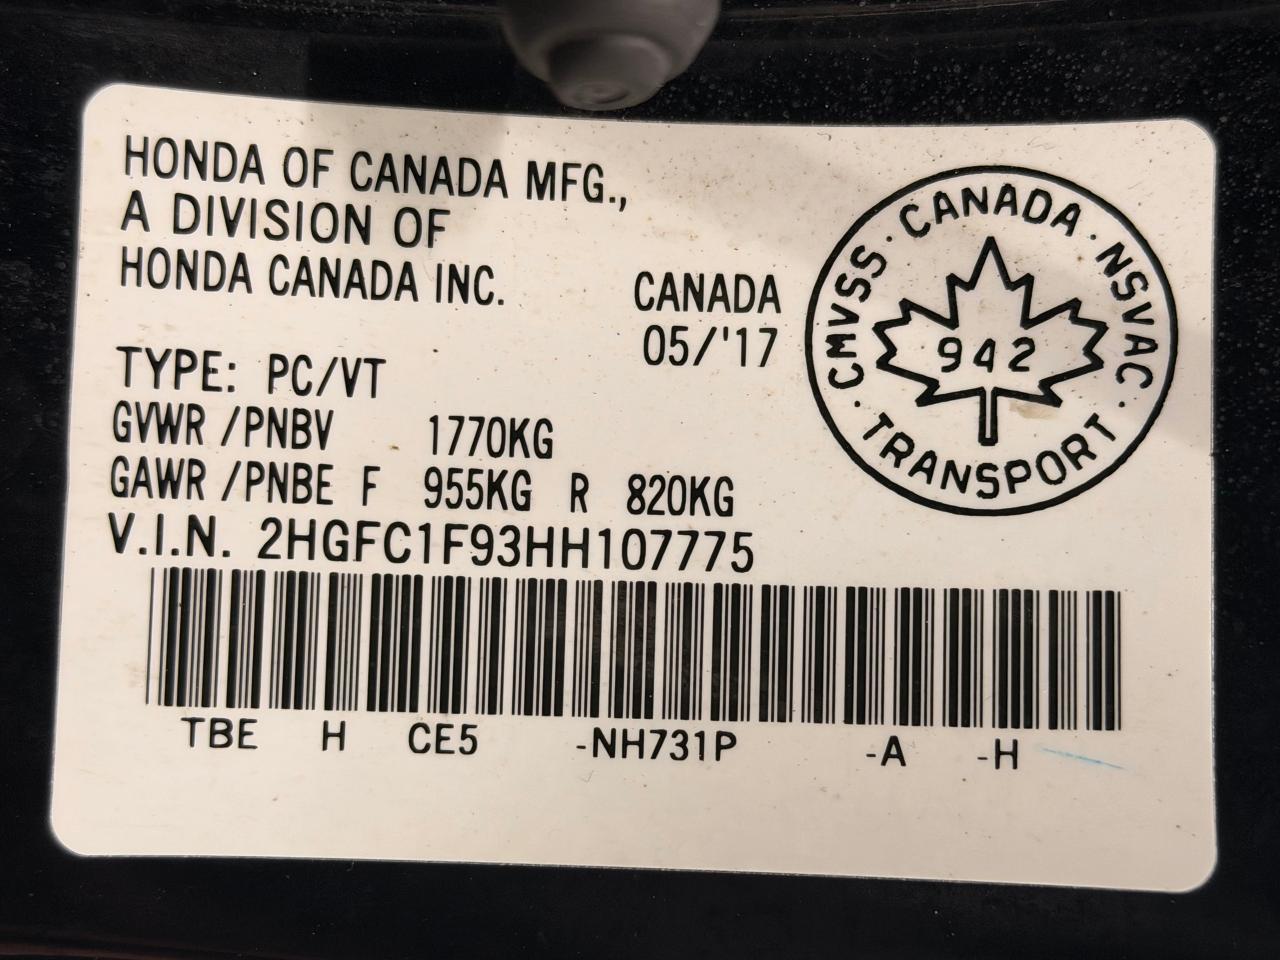 HONDA OF CANADA MFG.,
A DIVISION OF
HONDA CANADA INC.
CANADA
05/'17
CMVSS · CANADA · NSVAC · TRANSPORT ·
942
TYPE: PC/VT
GVWR /PNBV 1770KG
GAWR /PNBE F 955KG R 820KG
V.I.N. 2HGFC1F93HH107775
TBE H CE5 -NH731P -A -H